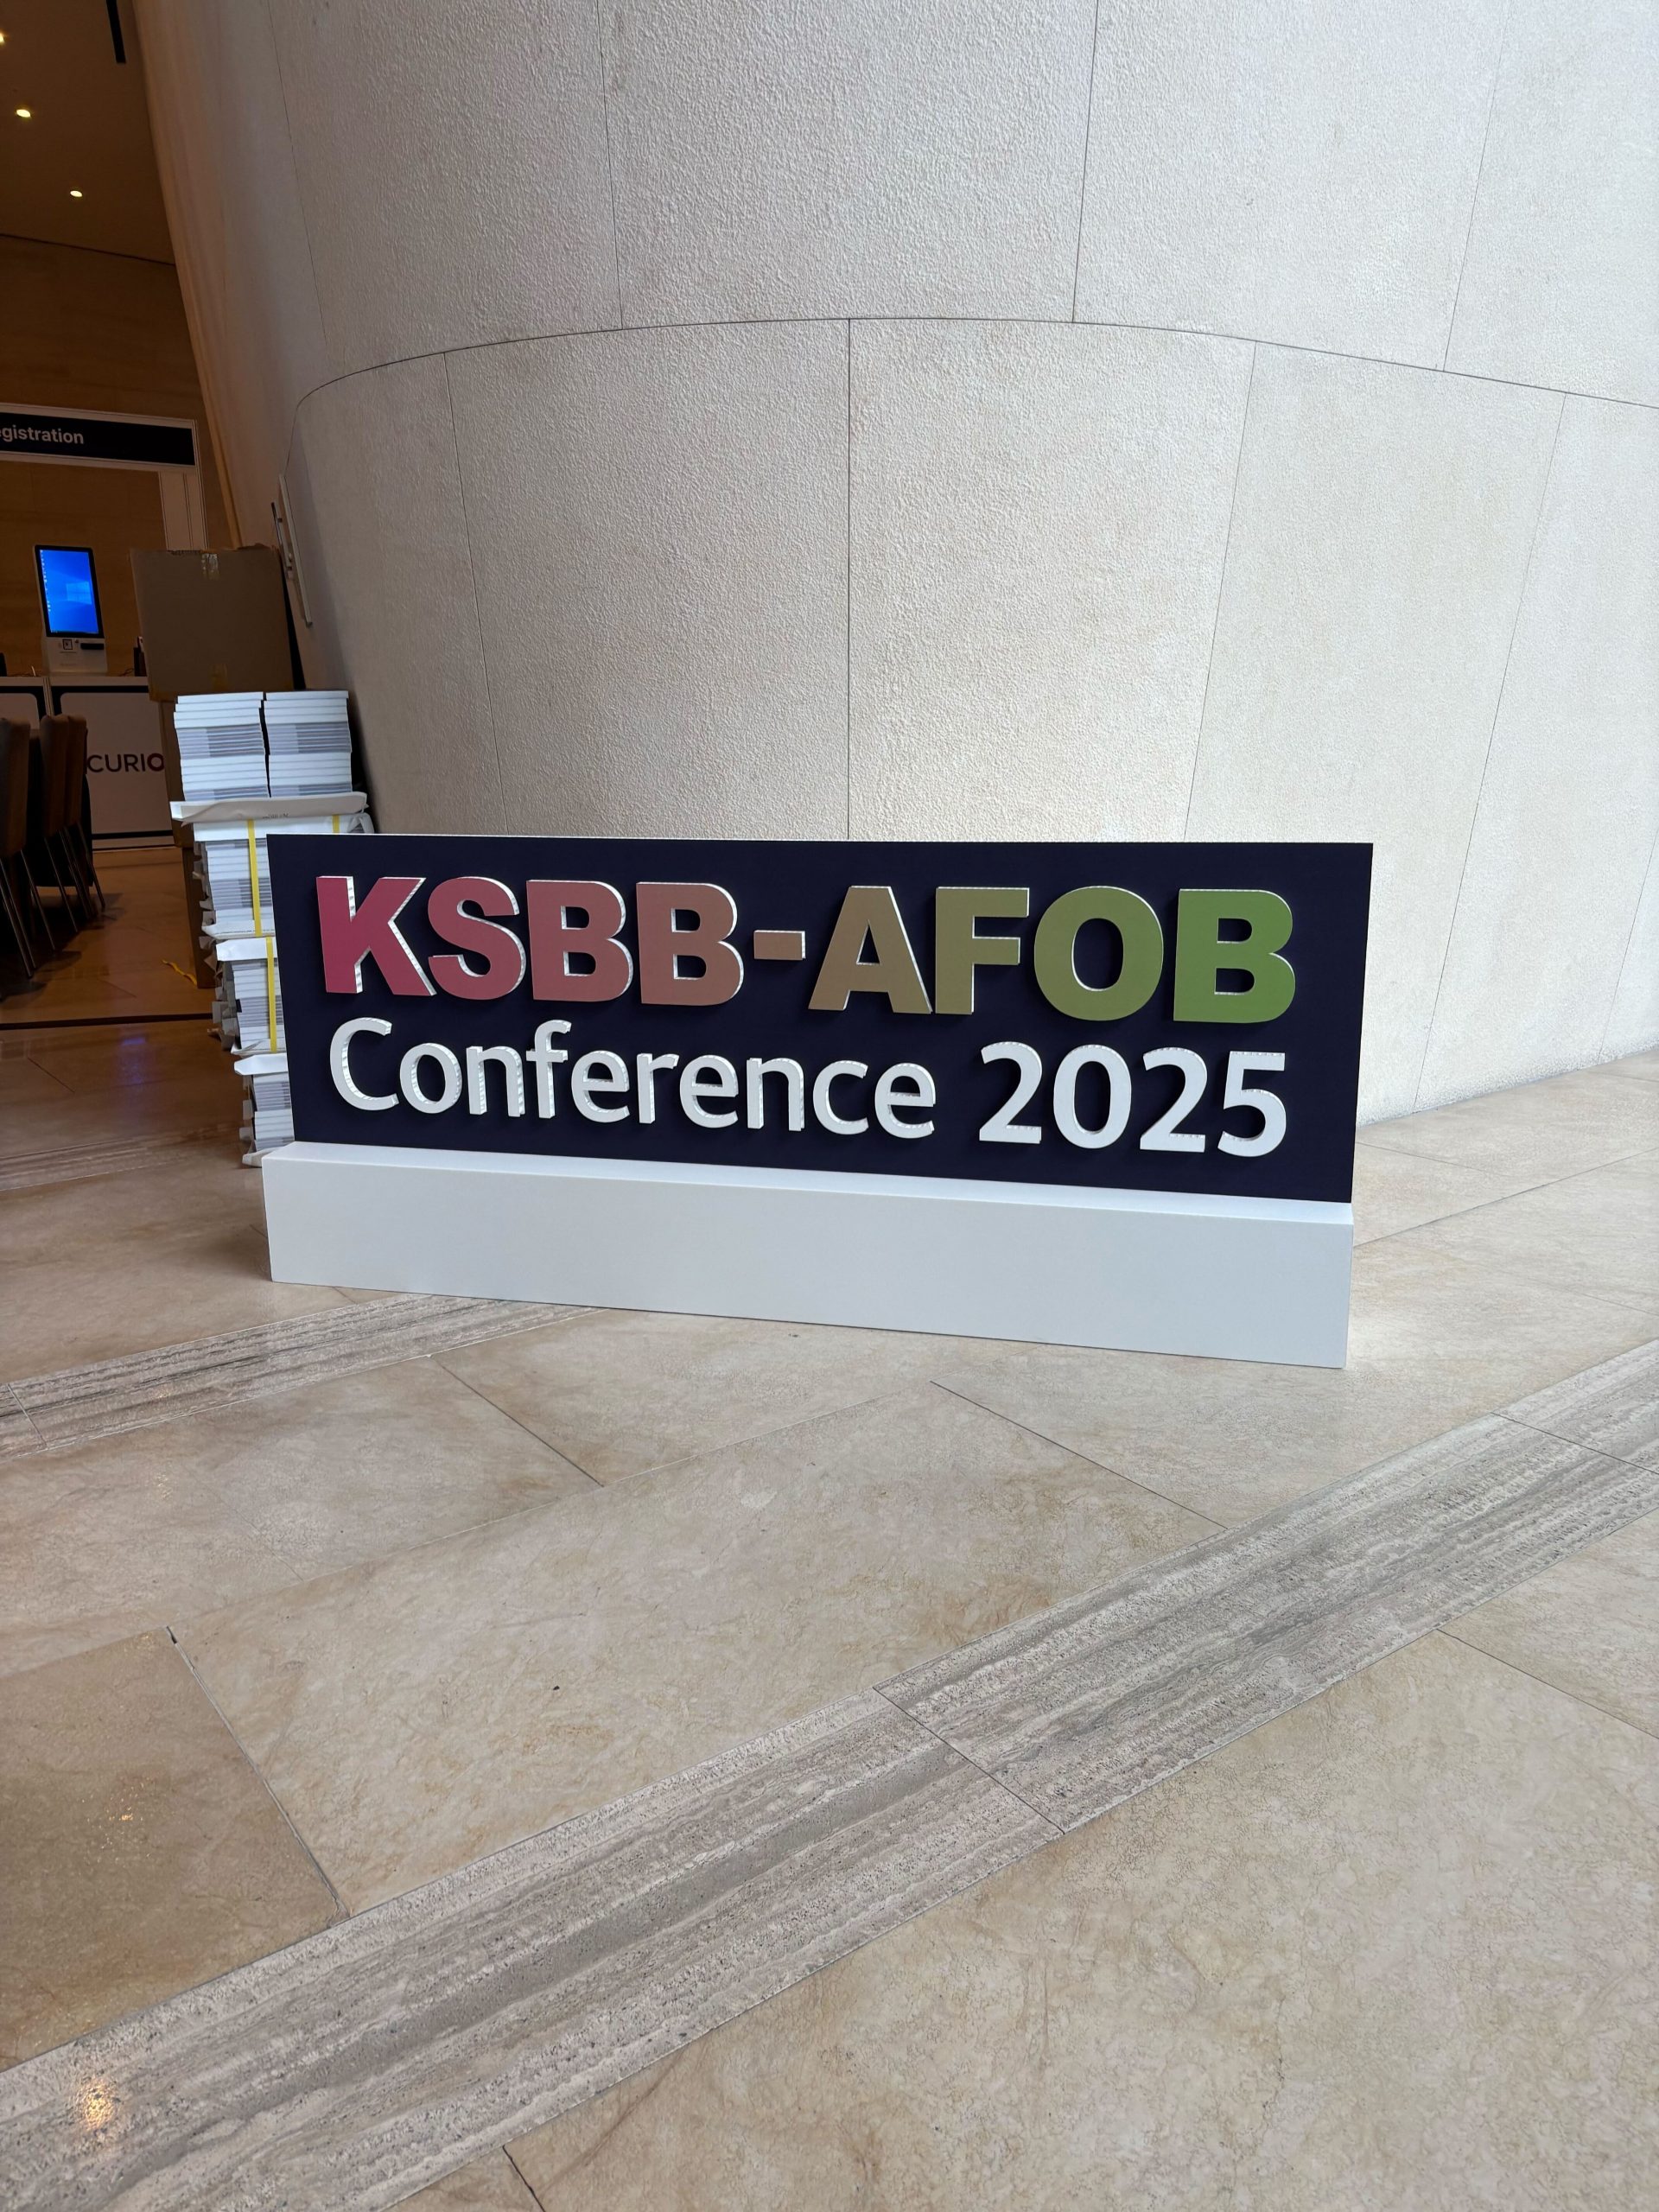 gistration
CURIO
KSBB-AFOB
Conference 2025